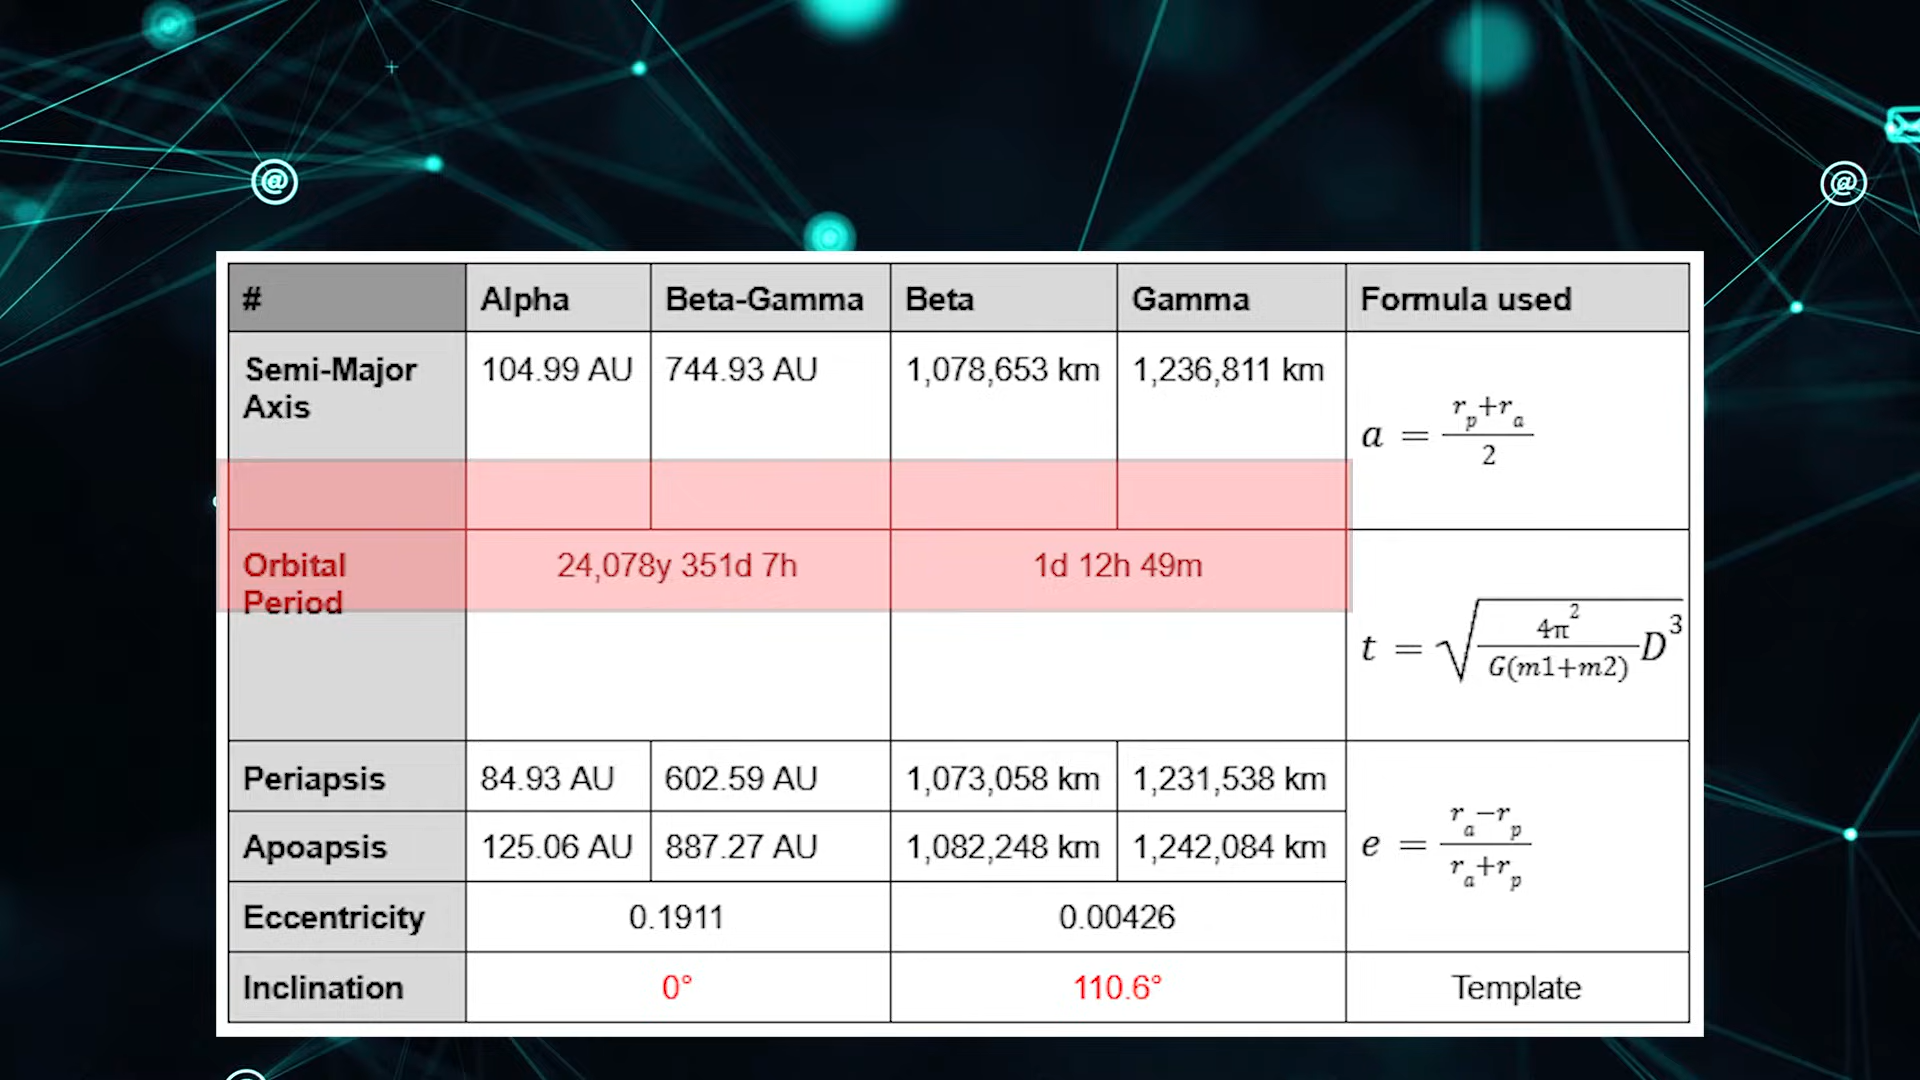 # Alpha Beta-Gamma Beta Gamma Formula used
Semi-Major Axis 104.99 AU 744.93 AU 1,078,653 km 1,236,811 km a = (r_p+r_a)/2
Orbital Period 24,078y 351d 7h 1d 12h 49m t = √(4π²/G(m1+m2) D³)
Periapsis 84.93 AU 602.59 AU 1,073,058 km 1,231,538 km
Apoapsis 125.06 AU 887.27 AU 1,082,248 km 1,242,084 km e = (r_a−r_p)/(r_a+r_p)
Eccentricity 0.1911 0.00426
Inclination 0° 110.6° Template
@
@